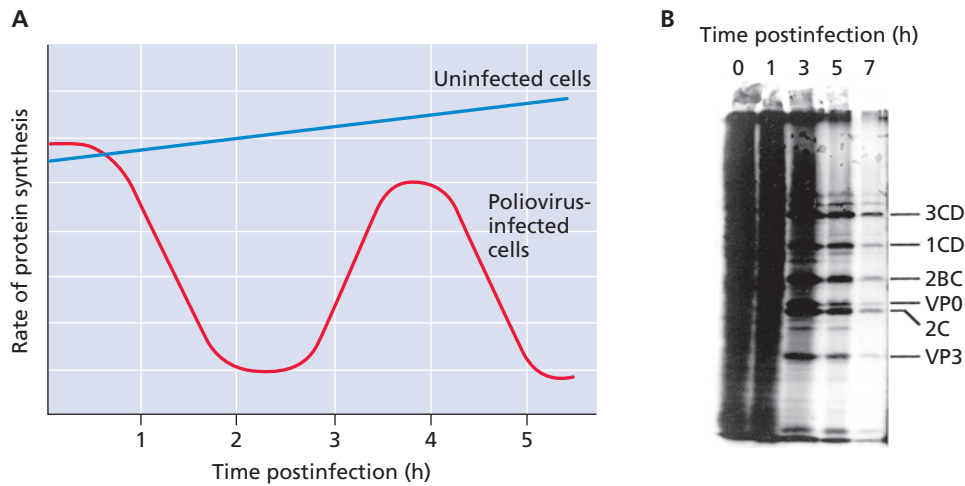 A
Rate of protein synthesis
Uninfected cells
Poliovirus-
infected
cells
1 2 3 4 5
Time postinfection (h)
B
Time postinfection (h)
0 1 3 5 7
3CD
1CD
2BC
VP0
2C
VP3